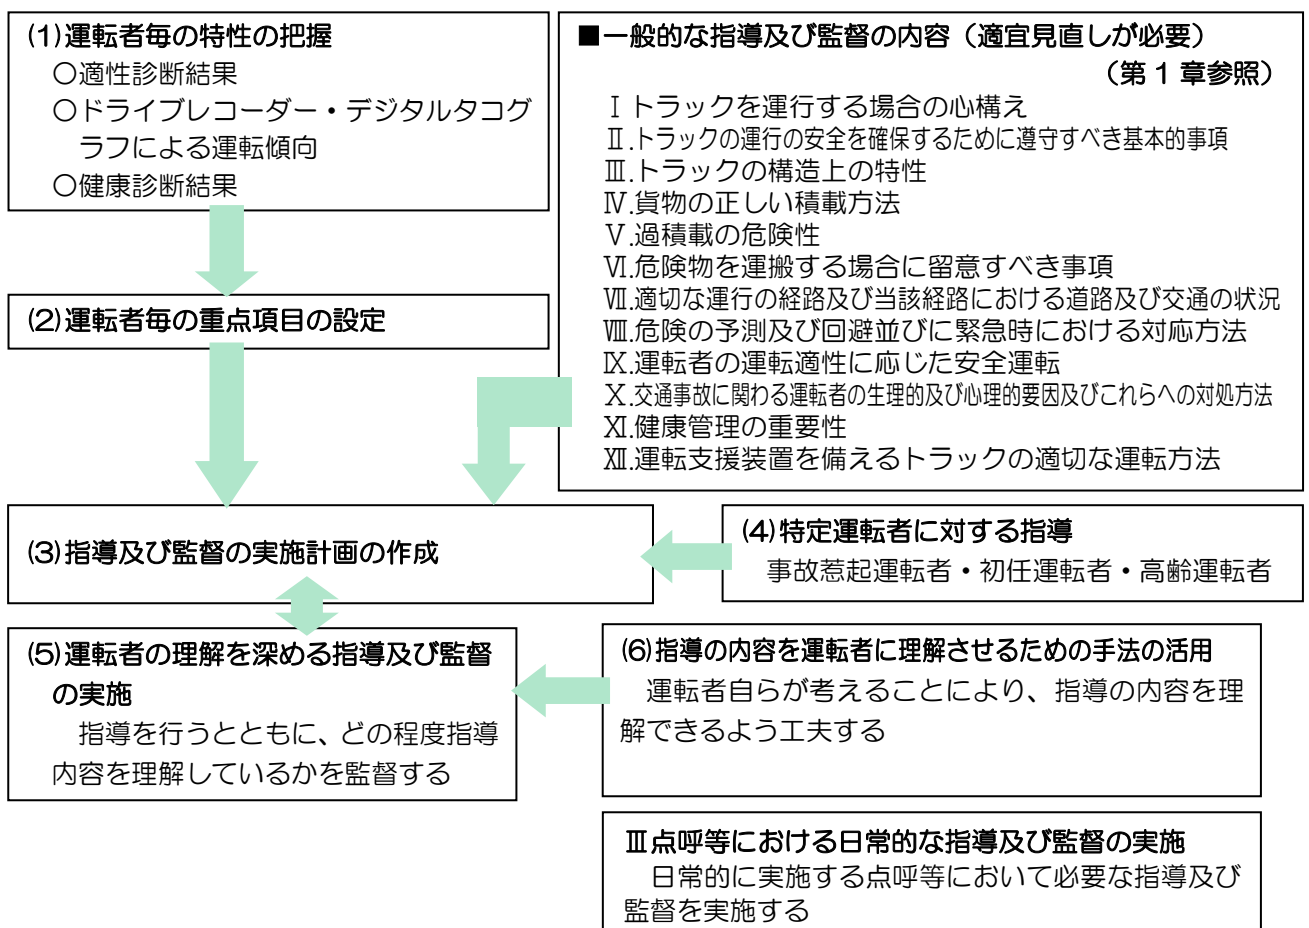 (1)運転者毎の特性の把握
〇適性診断結果
〇ドライブレコーダー・デジタルタコグ
ラフによる運転傾向
〇健康診断結果
(2)運転者毎の重点項目の設定
■一般的な指導及び監督の内容（適宜見直しが必要）
（第1章参照）
Ⅰトラックを運行する場合の心構え
Ⅱ.トラックの運行の安全を確保するために遵守すべき基本的事項
Ⅲ.トラックの構造上の特性
Ⅳ.貨物の正しい積載方法
Ⅴ.過積載の危険性
Ⅵ.危険物を運搬する場合に留意すべき事項
Ⅶ.適切な運行の経路及び当該経路における道路及び交通の状況
Ⅷ.危険の予測及び回避並びに緊急時における対応方法
Ⅸ.運転者の運転適性に応じた安全運転
Ⅹ.交通事故に関わる運転者の生理的及び心理的要因及びこれらへの対処方法
Ⅺ.健康管理の重要性
Ⅻ.運転支援装置を備えるトラックの適切な運転方法
(3)指導及び監督の実施計画の作成
(4)特定運転者に対する指導
事故惹起運転者・初任運転者・高齢運転者
(5)運転者の理解を深める指導及び監督
の実施
指導を行うとともに、どの程度指導
内容を理解しているかを監督する
(6)指導の内容を運転者に理解させるための手法の活用
運転者自らが考えることにより、指導の内容を理
解できるよう工夫する
Ⅲ点呼等における日常的な指導及び監督の実施
日常的に実施する点呼等において必要な指導及び
監督を実施する